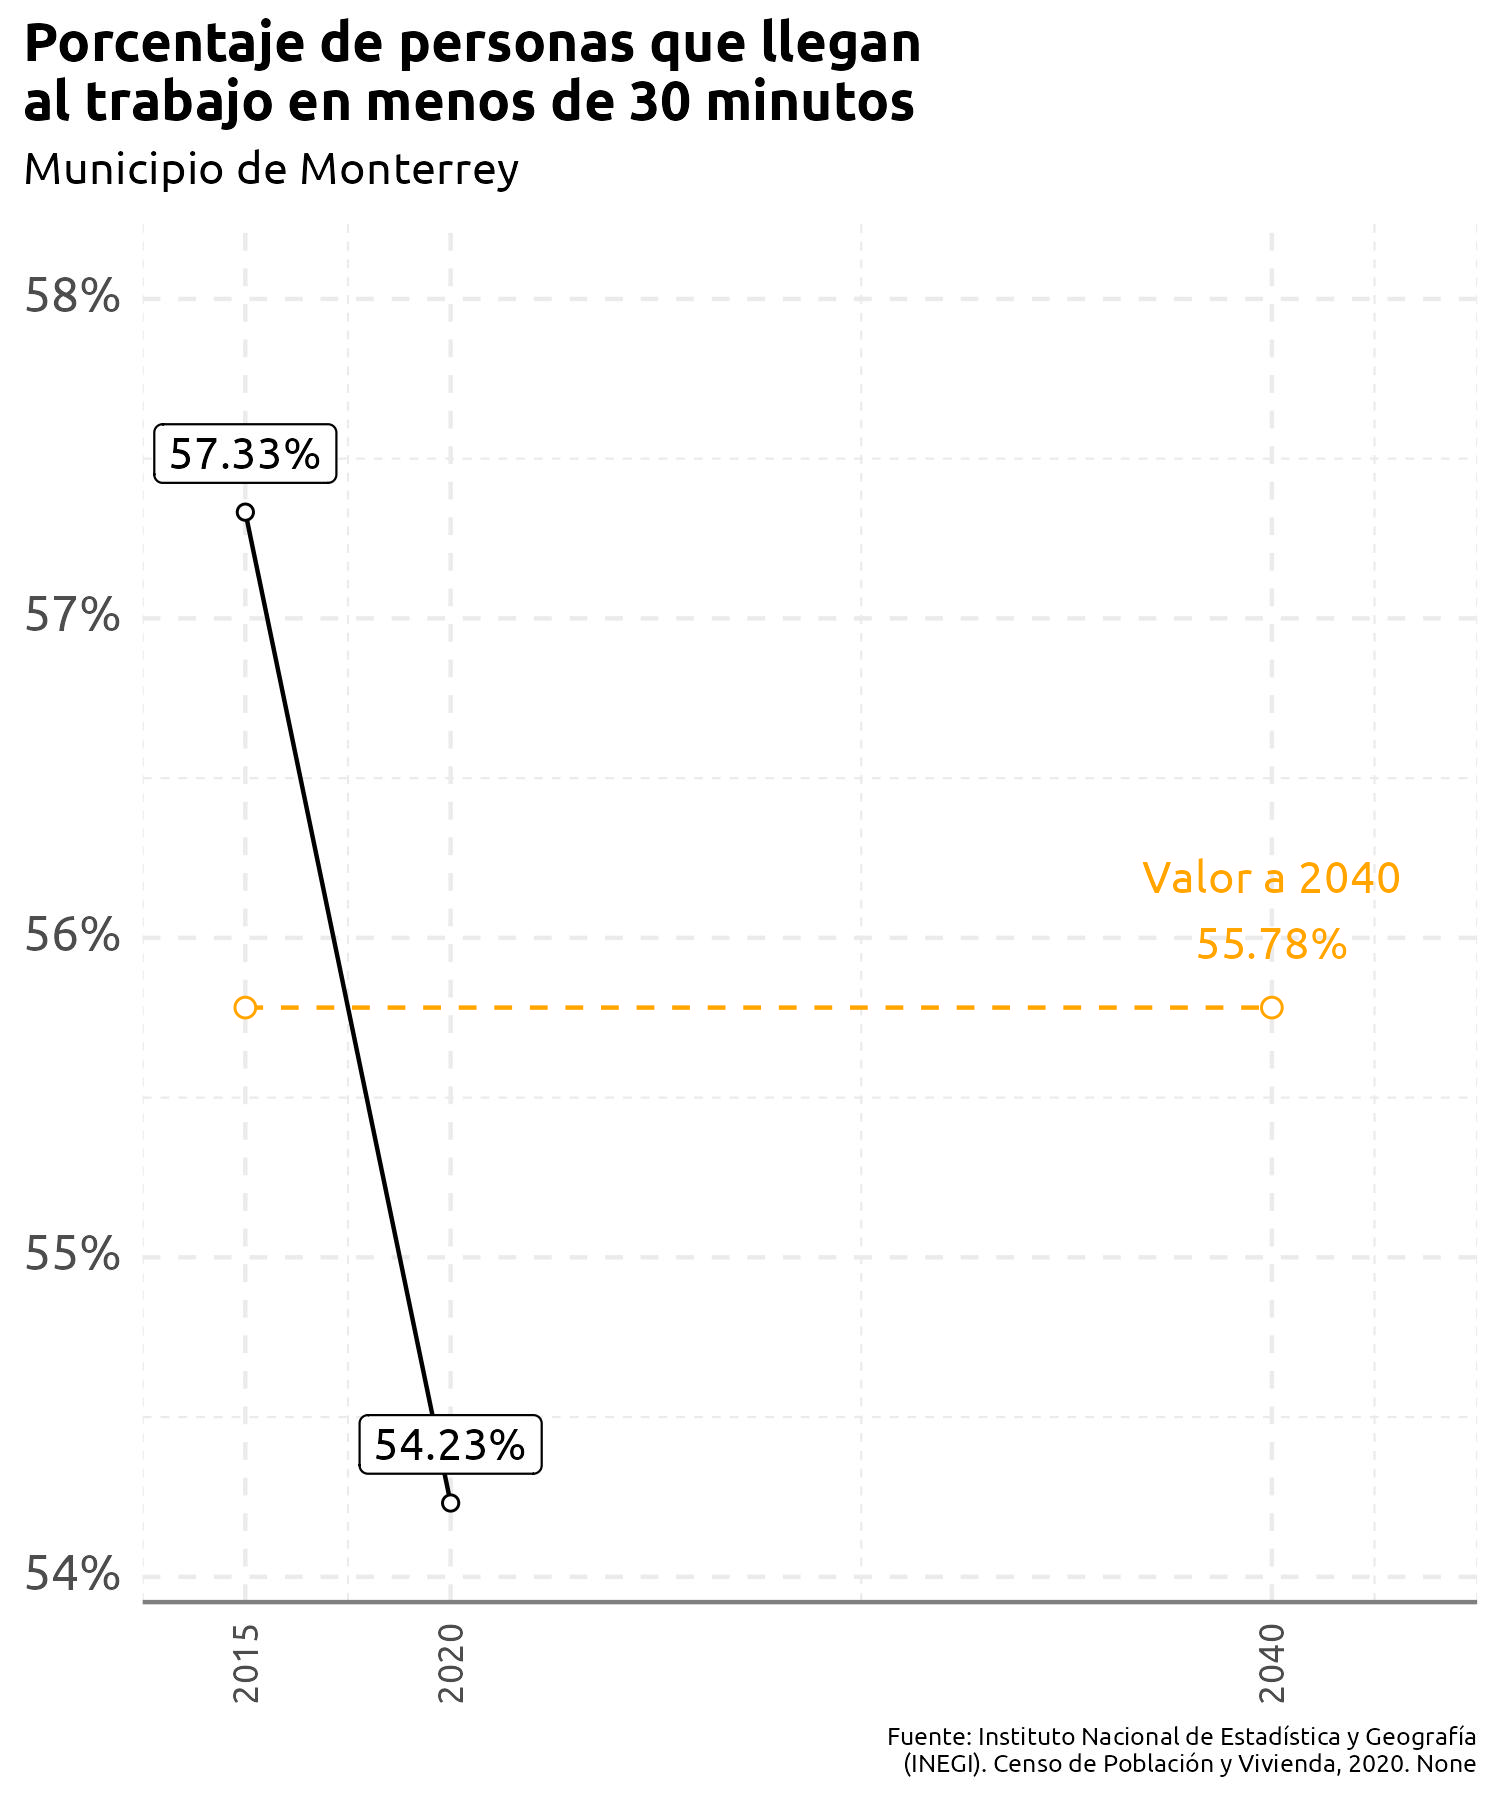 Porcentaje de personas que llegan
al trabajo en menos de 30 minutos
Municipio de Monterrey
58%
57.33%
57%
Valor a 2040
56%
55.78%
55%
54.23%
54%
2015
2020
2040
Fuente: Instituto Nacional de Estadística y Geografía
(INEGI). Censo de Población y Vivienda, 2020. None